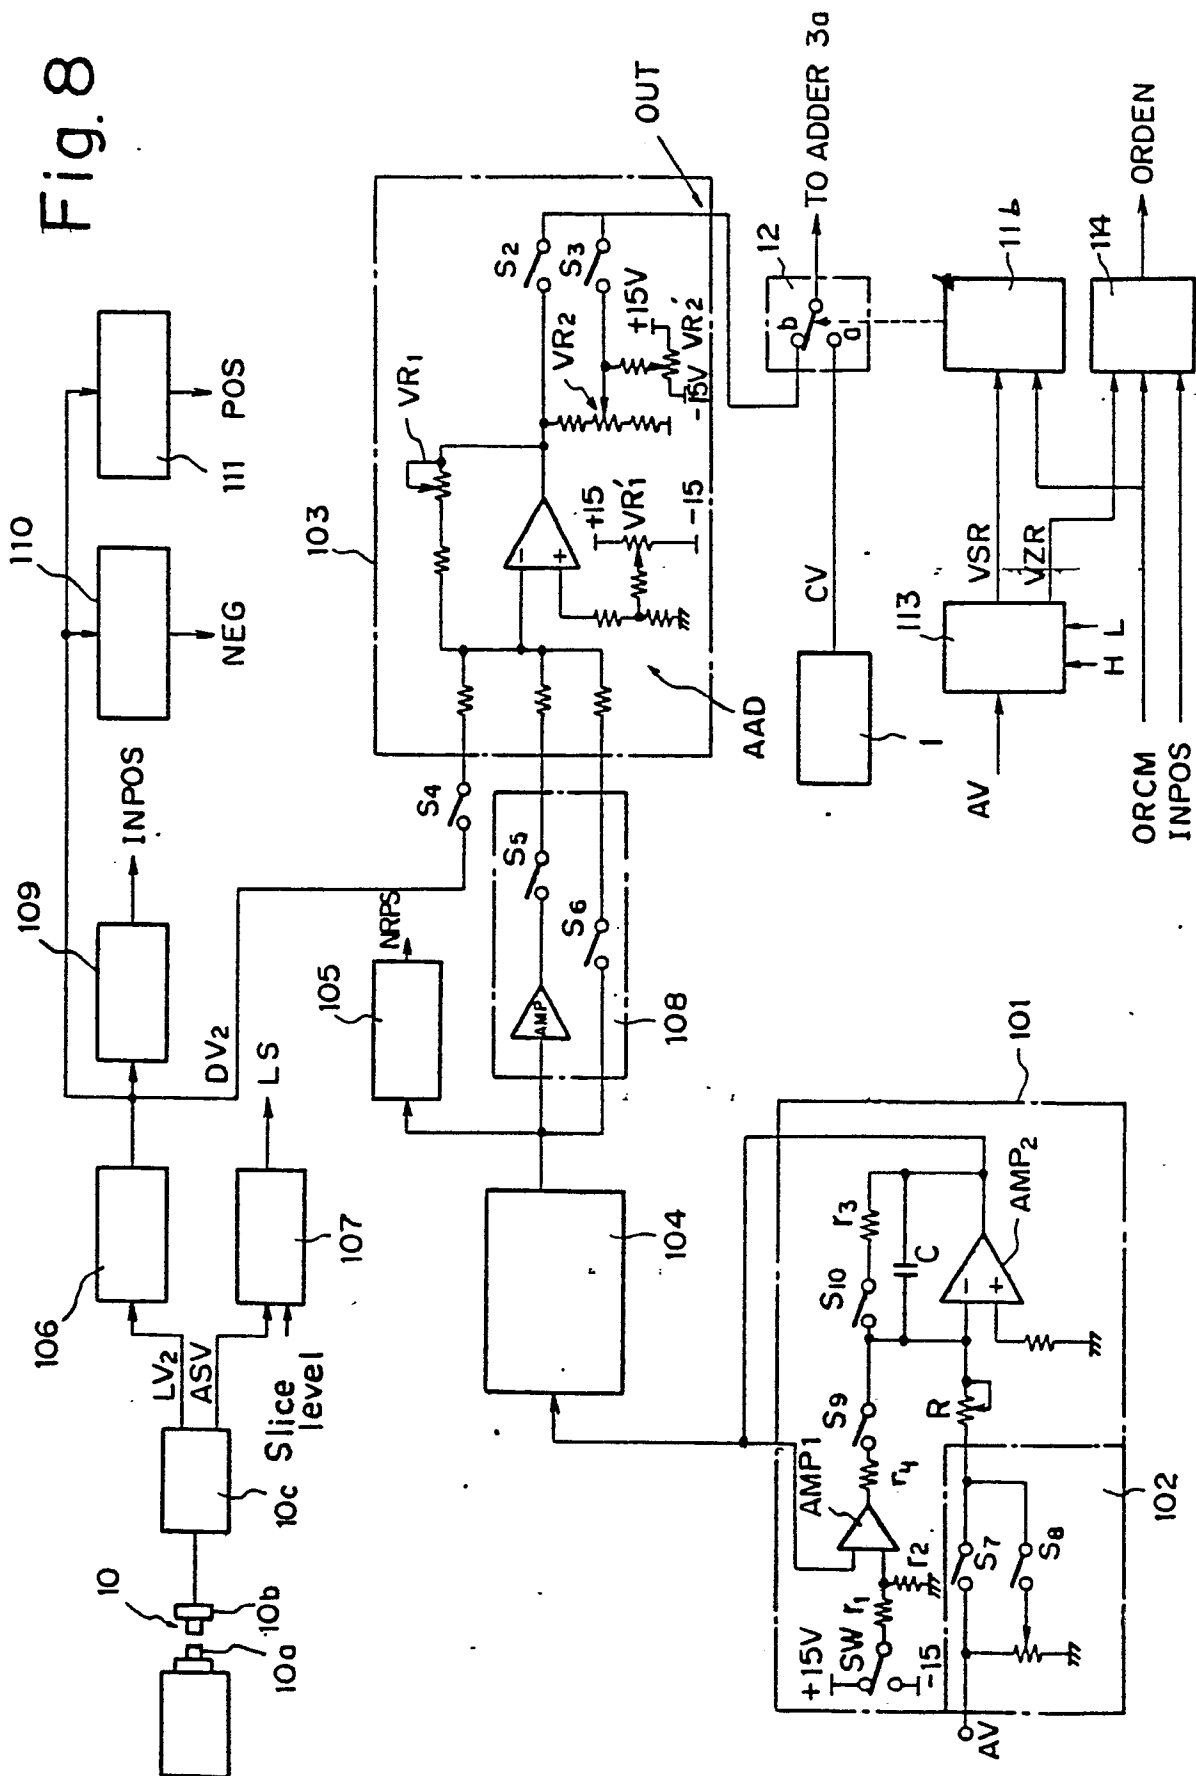 Fig. 8
110
109
INPOS
NEG
111
POS
106
LV2
ASV
DV2
LS
107
Slice
level
10
10a
10b
10c
105
NRPS
S4
103
VR1
S2
S3
VR2
+15V
VR2'
-15V
+15
VR1'
-15
AAD
OUT
AMP
S5
S6
108
104
12
b
a
TO ADDER 3a
CV
1
101
AMP1
S9
S10
r3
C
r4
+15V
SW
r1
r2
-15
R
AMP2
S7
S8
102
AV
AV
113
H
L
VSR
VZR
116
114
ORDEN
ORCM
INPOS